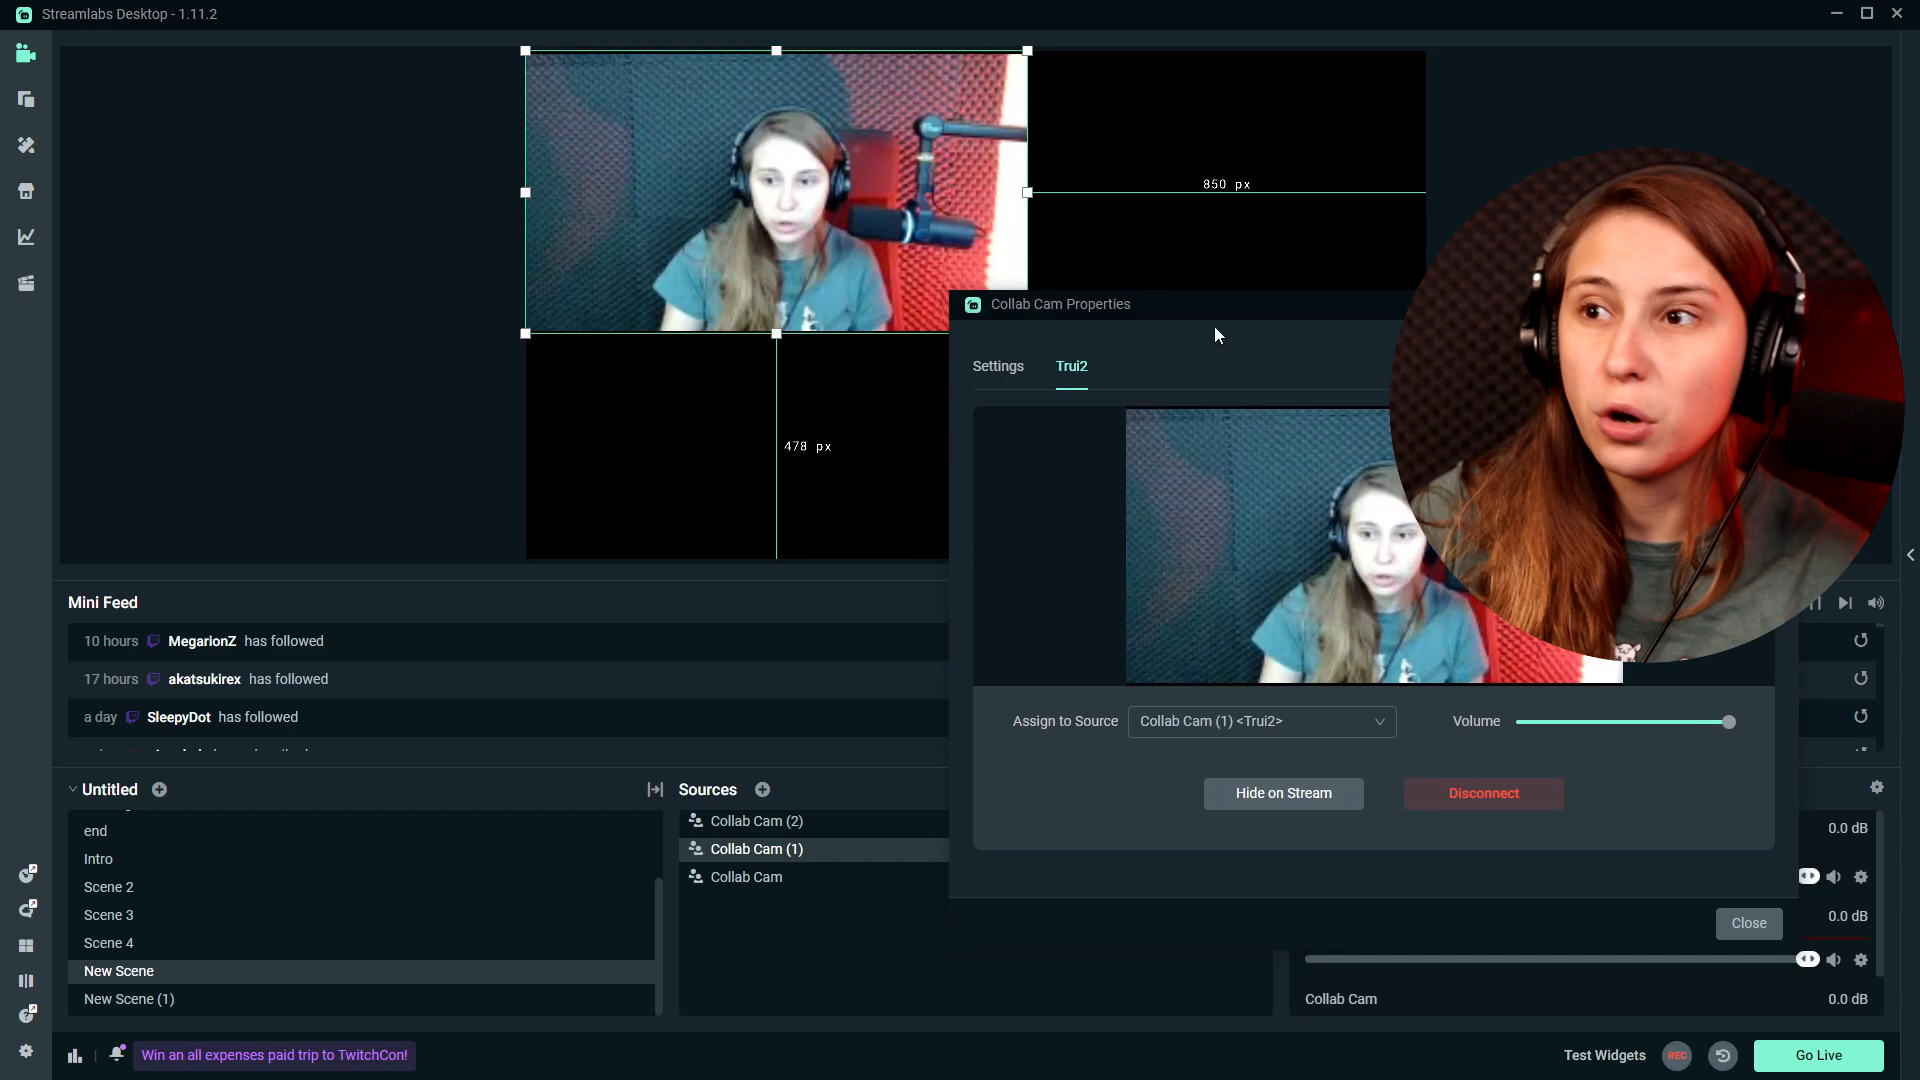 Streamlabs Desktop - 1.11.2
850 px
478 px
Collab Cam Properties
Settings
Trui2
Assign to Source
Collab Cam (1) <Trui2>
Volume
Hide on Stream
Disconnect
Close
Mini Feed
10 hours MegarionZ has followed
17 hours akatsukirex has followed
a day SleepyDot has followed
Untitled
end
Intro
Scene 2
Scene 3
Scene 4
New Scene
New Scene (1)
Sources
Collab Cam (2)
Collab Cam (1)
Collab Cam
0.0 dB
0.0 dB
Collab Cam
0.0 dB
Win an all expenses paid trip to TwitchCon!
Test Widgets
REC
Go Live